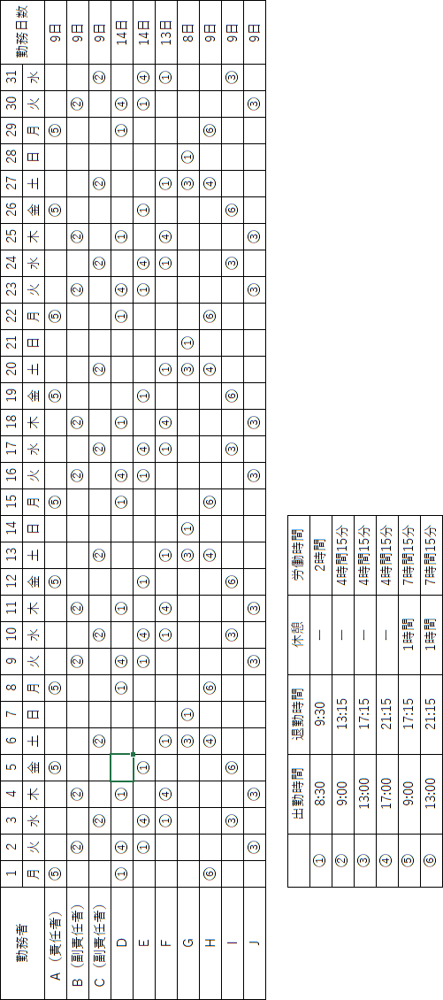 勤務者 1 2 3 4 5 6 7 8 9 10 11 12 13 14 15 16 17 18 19 20 21 22 23 24 25 26 27 28 29 30 31 勤務日数
月 火 水 木 金 土 日 月 火 水 木 金 土 日 月 火 水 木 金 土 日 月 火 水 木 金 土 日 月 火 水
A（責任者） ⑤ ⑤ ⑤ ⑤ ⑤ ⑤ ⑤ ⑤ ⑤ 9日
B（副責任者） ② ② ② ② ② ② ② ② ② 9日
C（副責任者） ② ② ② ② ② ② ② ② ② 9日
D ① ④ ① ① ④ ① ① ④ ① ① ④ ① ① ④ 14日
E ① ④ ① ① ④ ① ① ④ ① ① ④ ① ① ④ 14日
F ① ④ ① ① ④ ① ① ④ ① ① ④ ① ① 13日
G ③ ① ③ ① ③ ① ③ ① 8日
H ⑥ ④ ⑥ ④ ⑥ ④ ⑥ ④ ⑥ 9日
I ③ ⑥ ③ ⑥ ③ ⑥ ③ ⑥ ③ 9日
J ③ ③ ③ ③ ③ ③ ③ ③ ③ 9日
出勤時間 退勤時間 休憩 労働時間
① 8:30 9:30 － 2時間
② 9:00 13:15 － 4時間15分
③ 13:00 17:15 － 4時間15分
④ 17:00 21:15 － 4時間15分
⑤ 9:00 17:15 1時間 7時間15分
⑥ 13:00 21:15 1時間 7時間15分